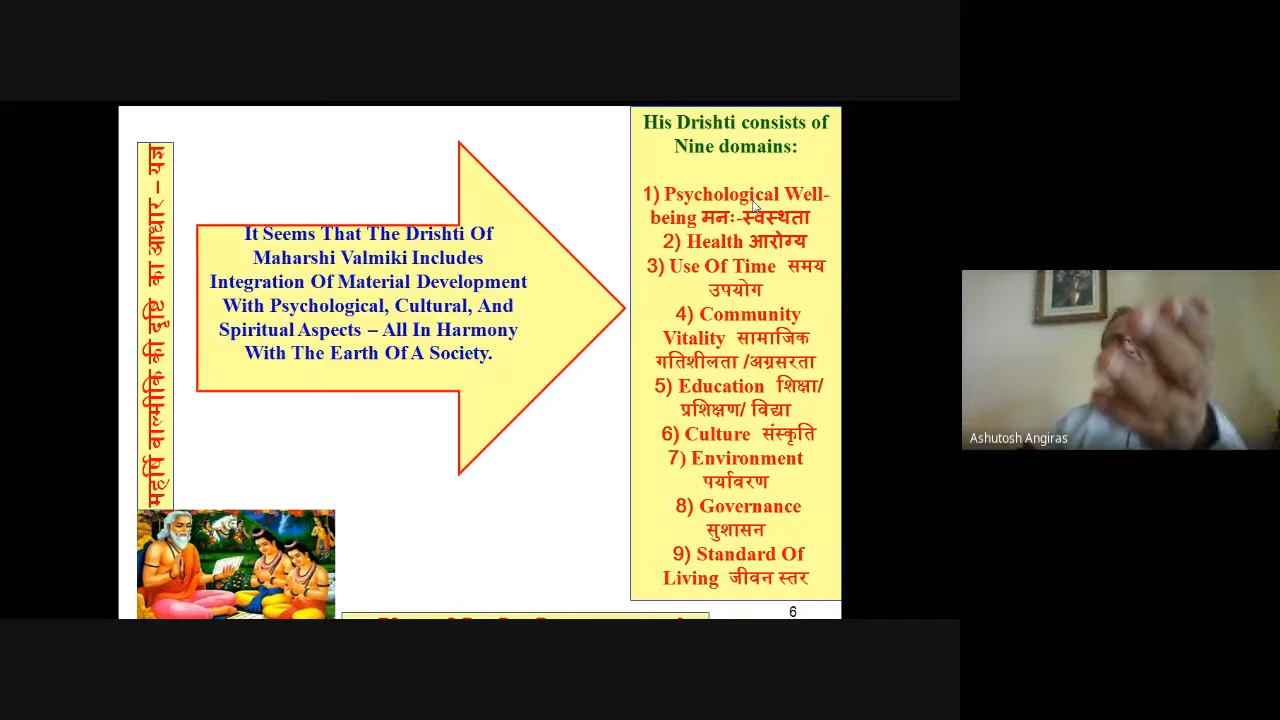 महर्षि वाल्मीकि की दृष्टि का आधार – यज्ञ
It Seems That The Drishti Of
Maharshi Valmiki Includes
Integration Of Material Development
With Psychological, Cultural, And
Spiritual Aspects – All In Harmony
With The Earth Of A Society.
His Drishti consists of
Nine domains:
1) Psychological Well-
being मनः-स्वस्थता
2) Health आरोग्य
3) Use Of Time समय
उपयोग
4) Community
Vitality सामाजिक
गतिशीलता /अग्रसरता
5) Education शिक्षा/
प्रशिक्षण/ विद्या
6) Culture संस्कृति
7) Environment
पर्यावरण
8) Governance
सुशासन
9) Standard Of
Living जीवन स्तर
6
Ashutosh Angiras